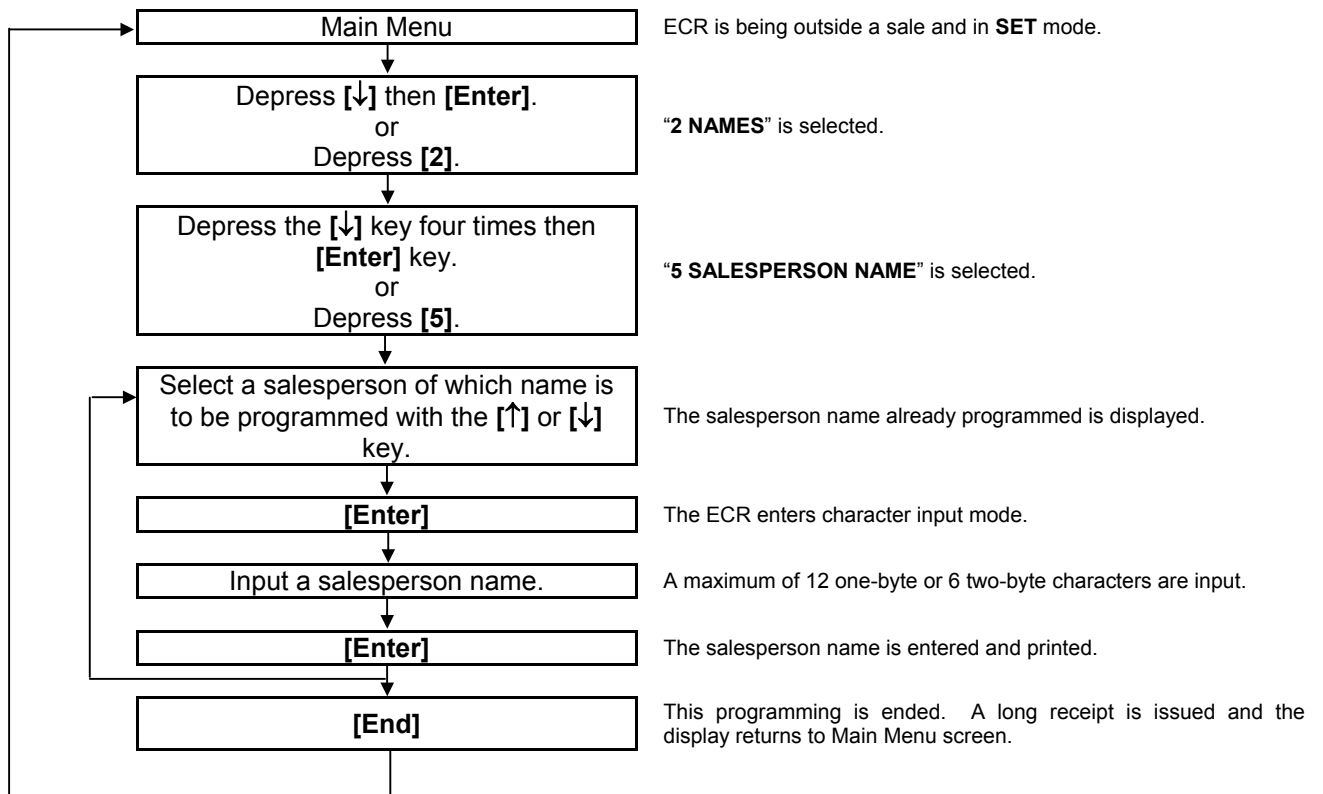 Main Menu
ECR is being outside a sale and in SET mode.
Depress [↓] then [Enter].
or
Depress [2].
“2 NAMES” is selected.
Depress the [↓] key four times then
[Enter] key.
or
Depress [5].
“5 SALESPERSON NAME” is selected.
Select a salesperson of which name is
to be programmed with the [↑] or [↓]
key.
The salesperson name already programmed is displayed.
[Enter]
The ECR enters character input mode.
Input a salesperson name.
A maximum of 12 one-byte or 6 two-byte characters are input.
[Enter]
The salesperson name is entered and printed.
[End]
This programming is ended. A long receipt is issued and the
display returns to Main Menu screen.